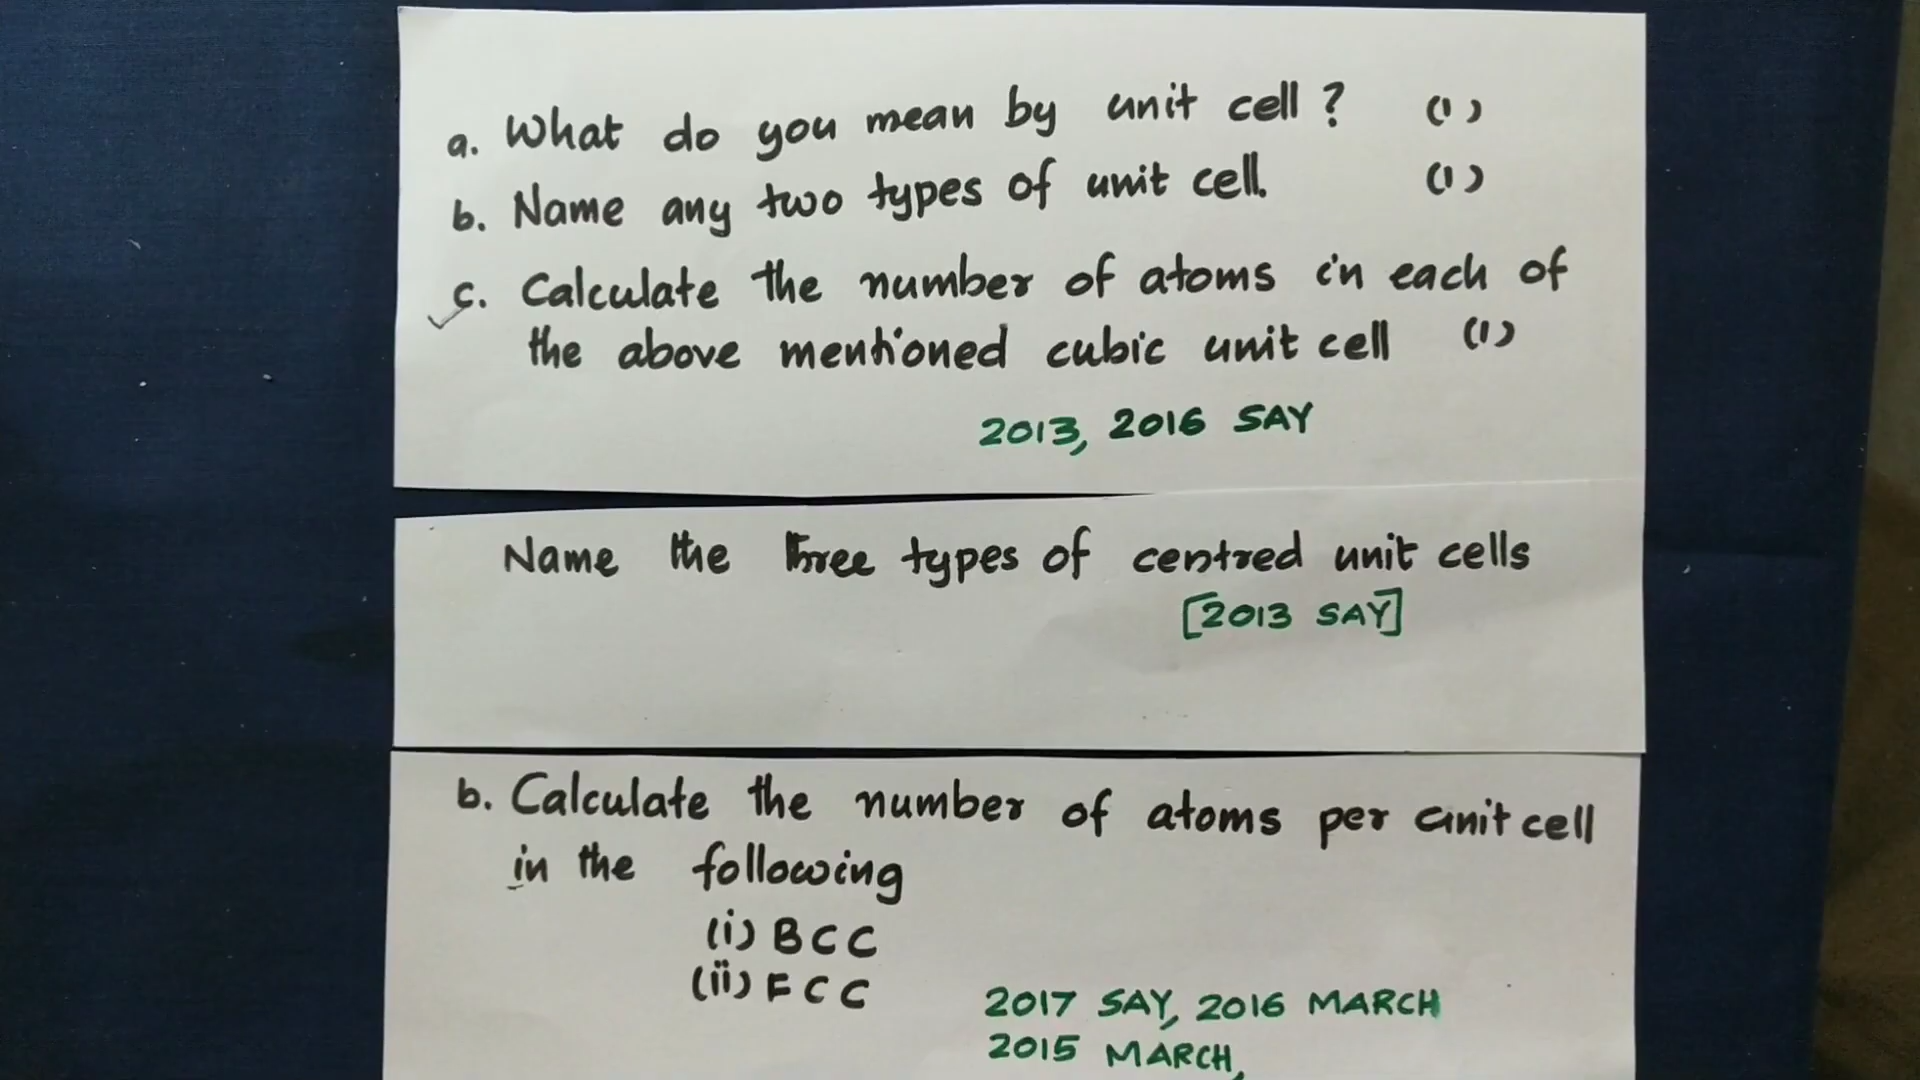 a. What do you mean by unit cell ? (1)
b. Name any two types of unit cell. (1)
c. Calculate the number of atoms in each of
the above mentioned cubic unit cell (1)
2013, 2016 SAY
Name the three types of centred unit cells
[2013 SAY]
b. Calculate the number of atoms per unit cell
in the following
(i) BCC
(ii) FCC
2017 SAY, 2016 MARCH
2015 MARCH,